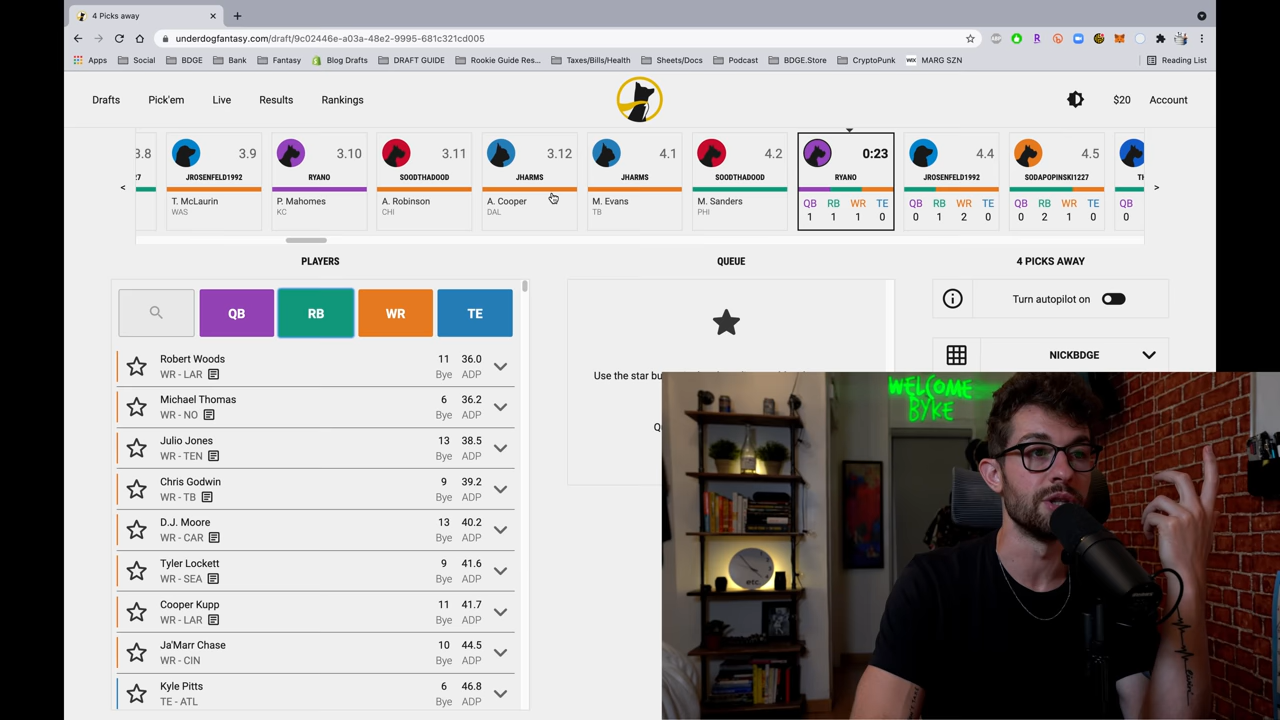 4 Picks away
underdogfantasy.com/draft/9c02446e-a03a-48e2-9995-681c321cd005
Apps Social BDGE Bank Fantasy Blog Drafts DRAFT GUIDE Rookie Guide Res... Taxes/Bills/Health Sheets/Docs Podcast BDGE.Store CryptoPunk WIX MARG SZN Reading List
Drafts Pick'em Live Results Rankings $20 Account
3.8 3.9 3.10 3.11 3.12 4.1 4.2 0:23 4.4 4.5
27 JROSENFELD1992 RYANO SOODTHADOOD JHARMS JHARMS SOODTHADOOD RYANO JROSENFELD1992 SODAPOPINSKI1227 TH
< T. McLaurin P. Mahomes A. Robinson A. Cooper M. Evans M. Sanders QB RB WR TE QB RB WR TE QB RB WR TE QB >
WAS KC CHI DAL TB PHI 1 1 1 0 0 1 2 0 0 2 1 0 0
PLAYERS QUEUE 4 PICKS AWAY
QB RB WR TE
Turn autopilot on
NICKBDGE
Robert Woods 11 36.0
WR - LAR Bye ADP
Use the star bu
Michael Thomas 6 36.2
WR - NO Bye ADP
Julio Jones 13 38.5
WR - TEN Bye ADP
Chris Godwin 9 39.2
WR - TB Bye ADP
D.J. Moore 13 40.2
WR - CAR Bye ADP
Tyler Lockett 9 41.6
WR - SEA Bye ADP
Cooper Kupp 11 41.7
WR - LAR Bye ADP
Ja'Marr Chase 10 44.5
WR - CIN Bye ADP
Kyle Pitts 6 46.8
TE - ATL Bye ADP
WELCOME
BYKE
etc.